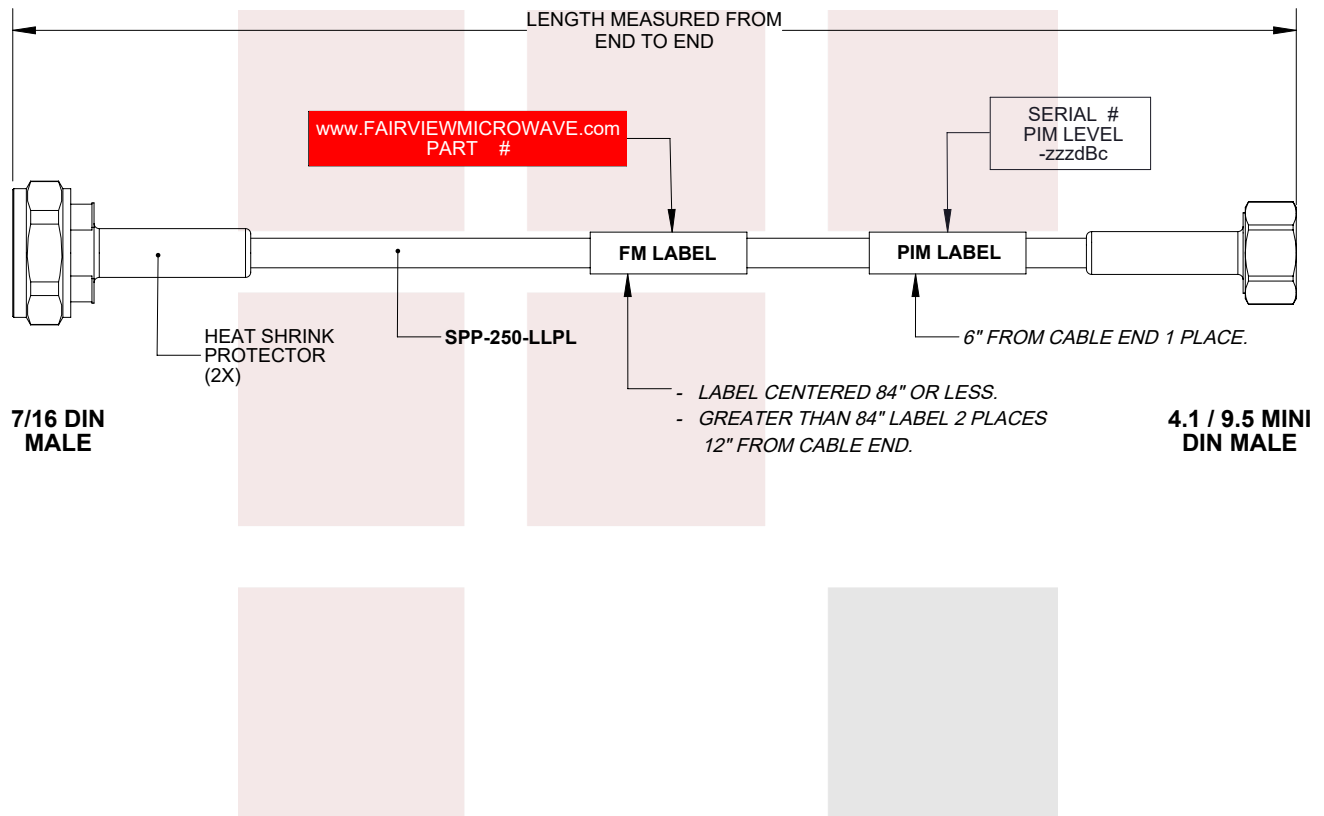 LENGTH MEASURED FROM
END TO END
www.FAIRVIEWMICROWAVE.com
PART #
SERIAL #
PIM LEVEL
-zzzdBc
FM LABEL
PIM LABEL
HEAT SHRINK
PROTECTOR
(2X)
SPP-250-LLPL
6" FROM CABLE END 1 PLACE.
- LABEL CENTERED 84" OR LESS.
- GREATER THAN 84" LABEL 2 PLACES
12" FROM CABLE END.
7/16 DIN
MALE
4.1 / 9.5 MINI
DIN MALE